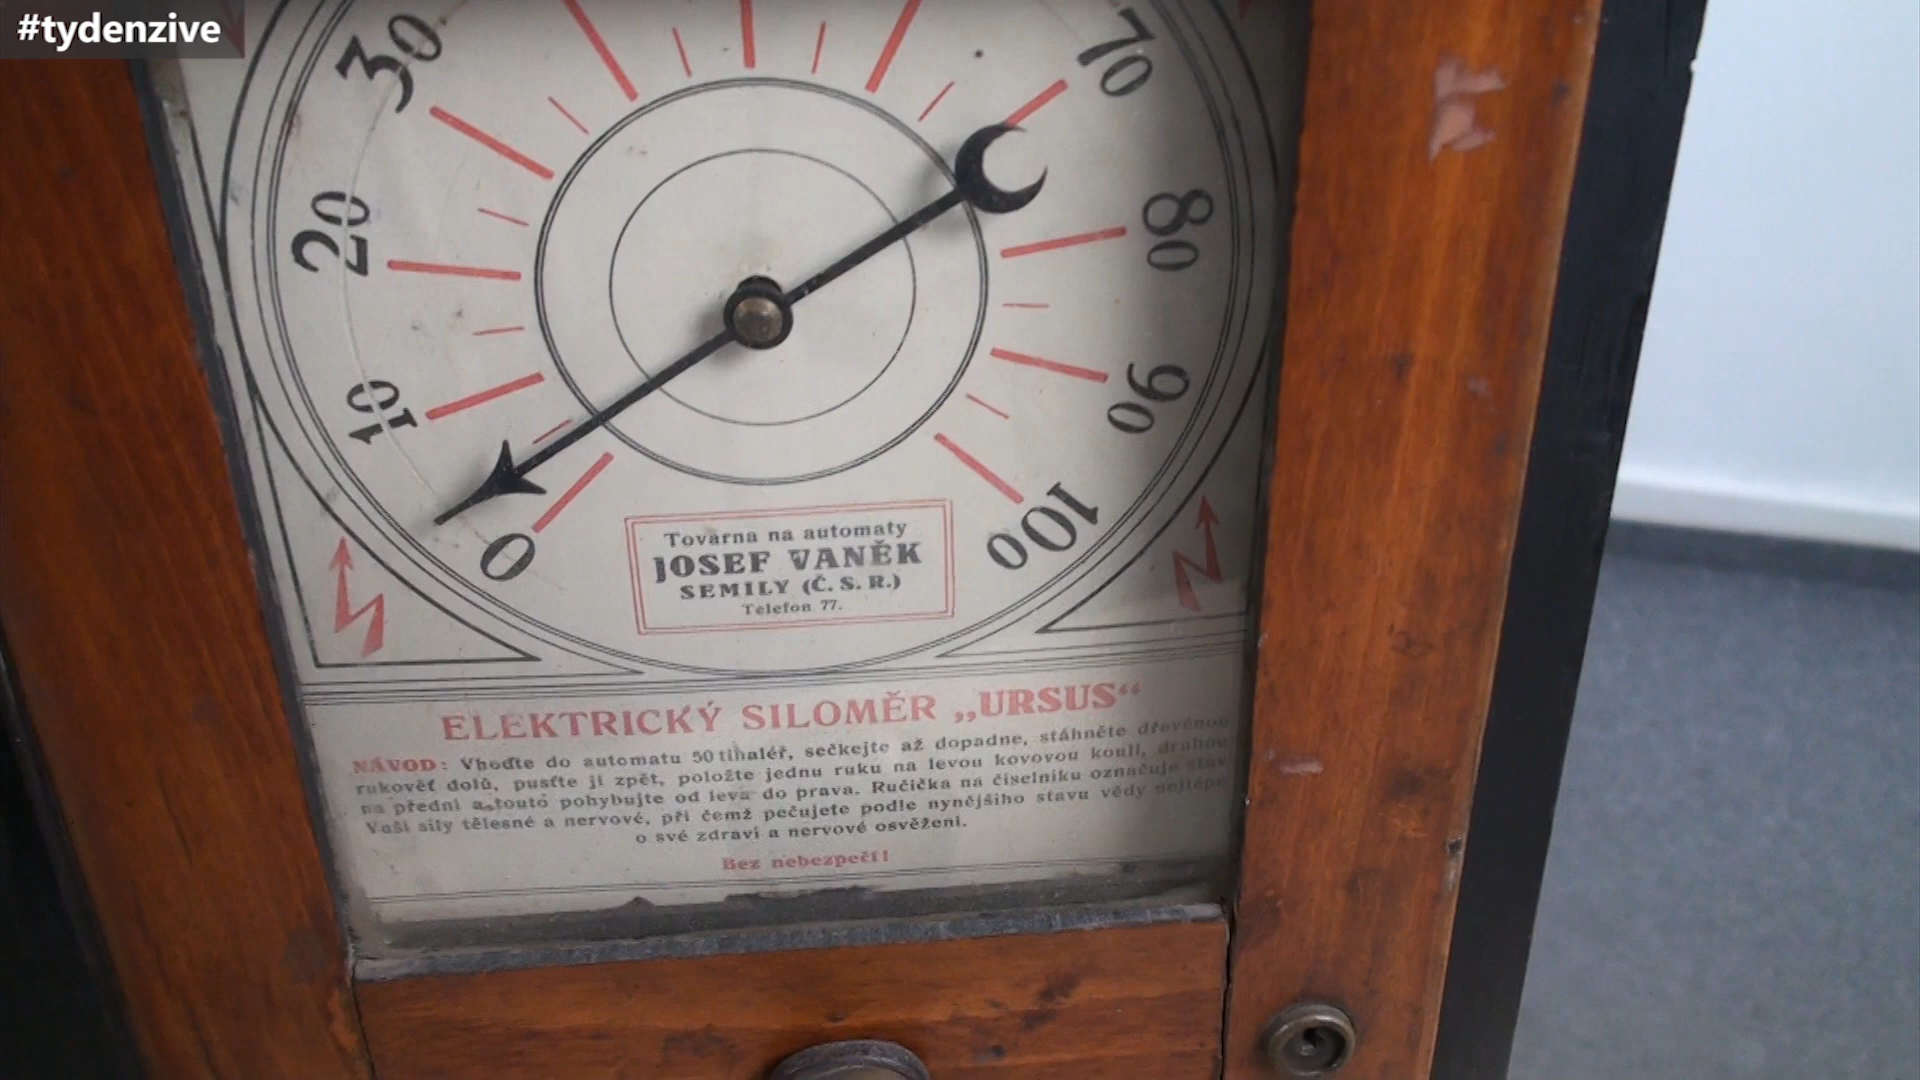 #tydenzive
30
70
20
80
10
90
0
100
Továrna na automaty
JOSEF VANĚK
SEMILY (Č. S. R.)
Telefon 77.
ELEKTRICKÝ SILOMĚR „URSUS“
NÁVOD: Vhoďte do automatu 50 tihaléř, sečkejte až dopadne, stáhněte dřevěnou
rukověť dolů, pusťte ji zpět, položte jednu ruku na levou kovovou kouli, druhou
na přední a touto pohybujte od leva do prava. Ručička na číselníku označuje stav
Vaší síly tělesné a nervové, při čemž pečujete podle nynějšího stavu vědy nejlépe
o své zdraví a nervové osvěžení.
Bez nebezpečí!